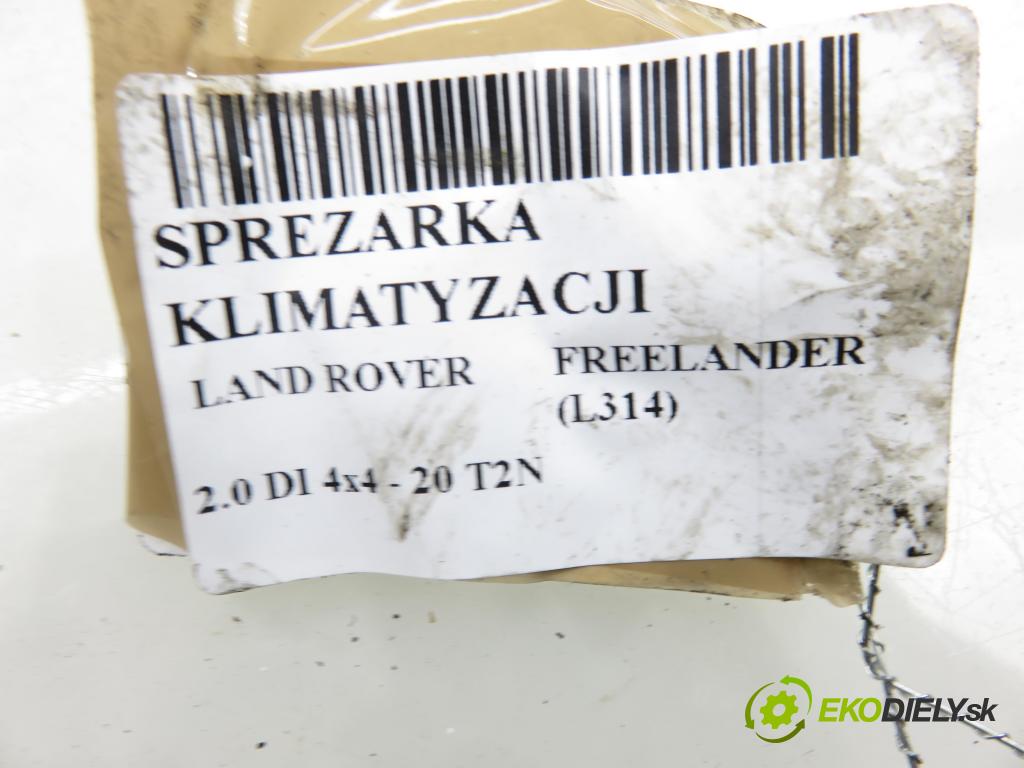 SPREZARKA
KLIMATYZACJI
LAND ROVER FREELANDER
(L314)
2.0 DI 4x4 - 20 T2N
EKODIELY.sk